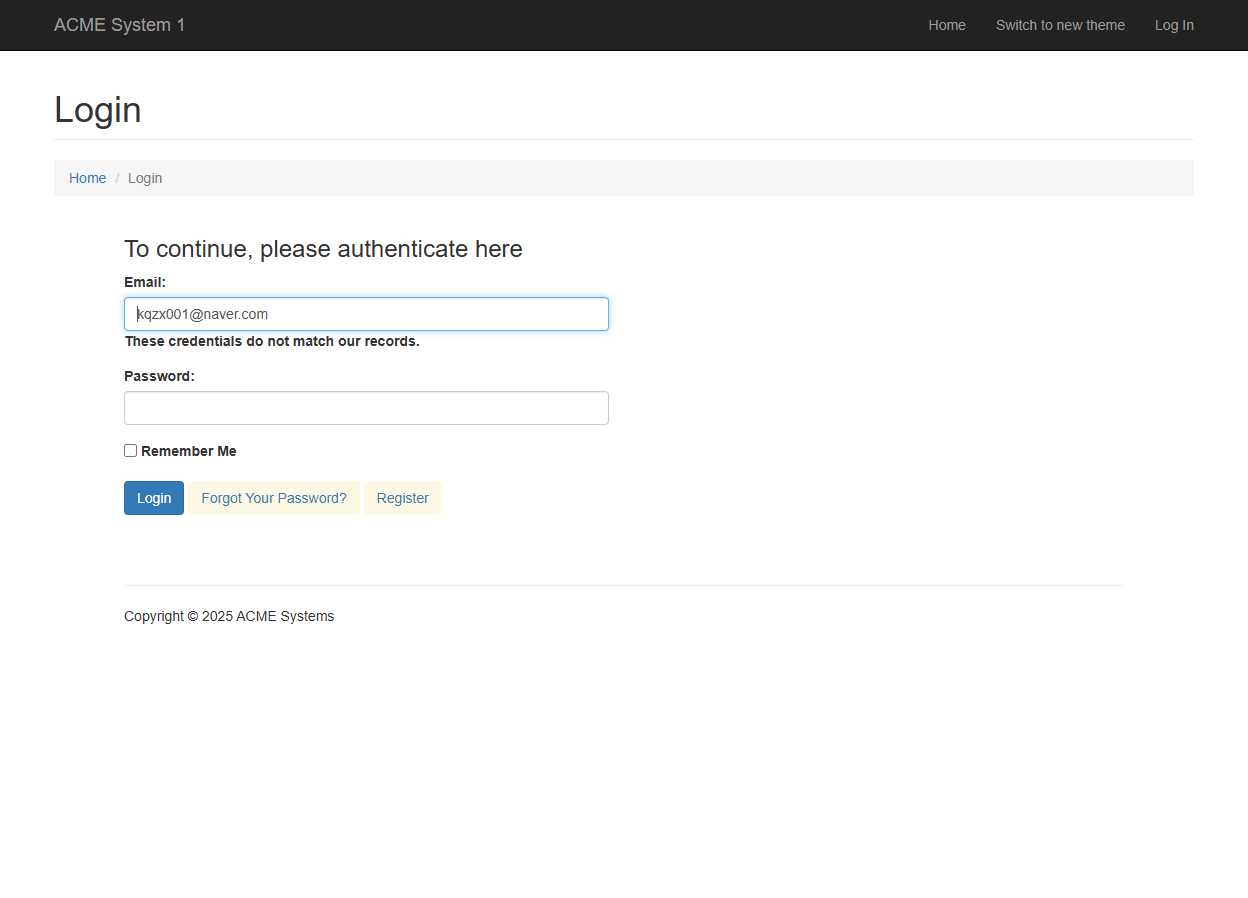 ACME System 1 Home Switch to new theme Log In
Login
Home / Login
To continue, please authenticate here
Email:
kqzx001@naver.com
These credentials do not match our records.
Password:
Remember Me
Login Forgot Your Password? Register
Copyright © 2025 ACME Systems